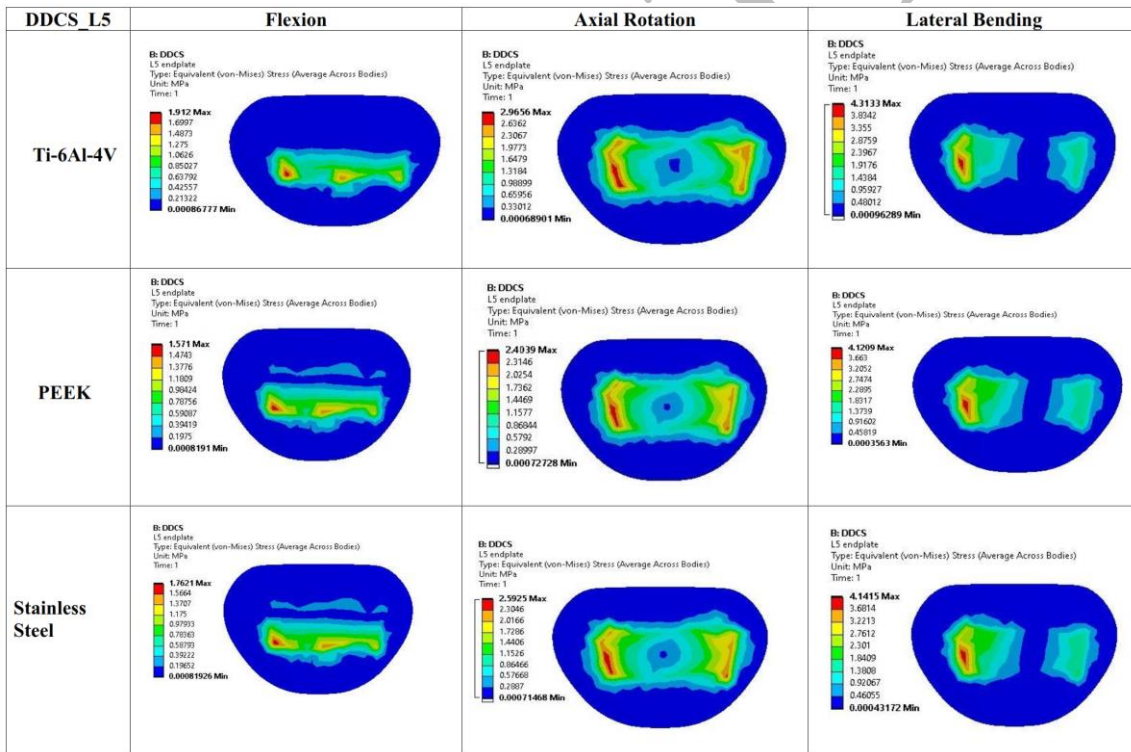 DDCS_L5
Flexion
Axial Rotation
Lateral Bending
Ti-6Al-4V
B: DDCS
L5 endplate
Type: Equivalent (von-Mises) Stress (Average Across Bodies)
Unit: MPa
Time: 1
1.912 Max
1.6997
1.4873
1.275
1.0626
0.85027
0.63792
0.42557
0.21322
0.00086777 Min
B: DDCS
L5 endplate
Type: Equivalent (von-Mises) Stress (Average Across Bodies)
Unit: MPa
Time: 1
2.9656 Max
2.6362
2.3067
1.9773
1.6479
1.3184
0.98899
0.65956
0.33012
0.00068901 Min
B: DDCS
L5 endplate
Type: Equivalent (von-Mises) Stress (Average Across Bodies)
Unit: MPa
Time: 1
4.3133 Max
3.8342
3.355
2.8759
2.3967
1.9176
1.4384
0.95927
0.48012
0.00096289 Min
PEEK
B: DDCS
L5 endplate
Type: Equivalent (von-Mises) Stress (Average Across Bodies)
Unit: MPa
Time: 1
1.571 Max
1.4743
1.3776
1.1809
0.98424
0.78756
0.59087
0.39419
0.1975
0.0008191 Min
B: DDCS
L5 endplate
Type: Equivalent (von-Mises) Stress (Average Across Bodies)
Unit: MPa
Time: 1
2.4039 Max
2.3146
2.0254
1.7362
1.4469
1.1577
0.86844
0.5792
0.28997
0.00072728 Min
B: DDCS
L5 endplate
Type: Equivalent (von-Mises) Stress (Average Across Bodies)
Unit: MPa
Time: 1
4.1209 Max
3.663
3.2052
2.7474
2.2895
1.8317
1.3739
0.91602
0.45819
0.0003563 Min
Stainless
Steel
B: DDCS
L5 endplate
Type: Equivalent (von-Mises) Stress (Average Across Bodies)
Unit: MPa
Time: 1
1.7621 Max
1.5664
1.3707
1.175
0.97933
0.78363
0.58793
0.39222
0.19652
0.00081926 Min
B: DDCS
L5 endplate
Type: Equivalent (von-Mises) Stress (Average Across Bodies)
Unit: MPa
Time: 1
2.5925 Max
2.3046
2.0166
1.7286
1.4406
1.1526
0.86466
0.57668
0.2887
0.00071468 Min
B: DDCS
L5 endplate
Type: Equivalent (von-Mises) Stress (Average Across Bodies)
Unit: MPa
Time: 1
4.1415 Max
3.6814
3.2213
2.7612
2.301
1.8409
1.3808
0.92067
0.46055
0.00043172 Min